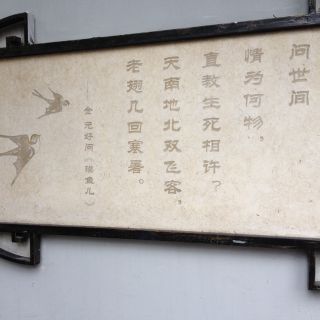 问世间
情为何物，
直教生死相许？
天南地北双飞客，
老翅几回寒暑。
——金 元好问《摸鱼儿》